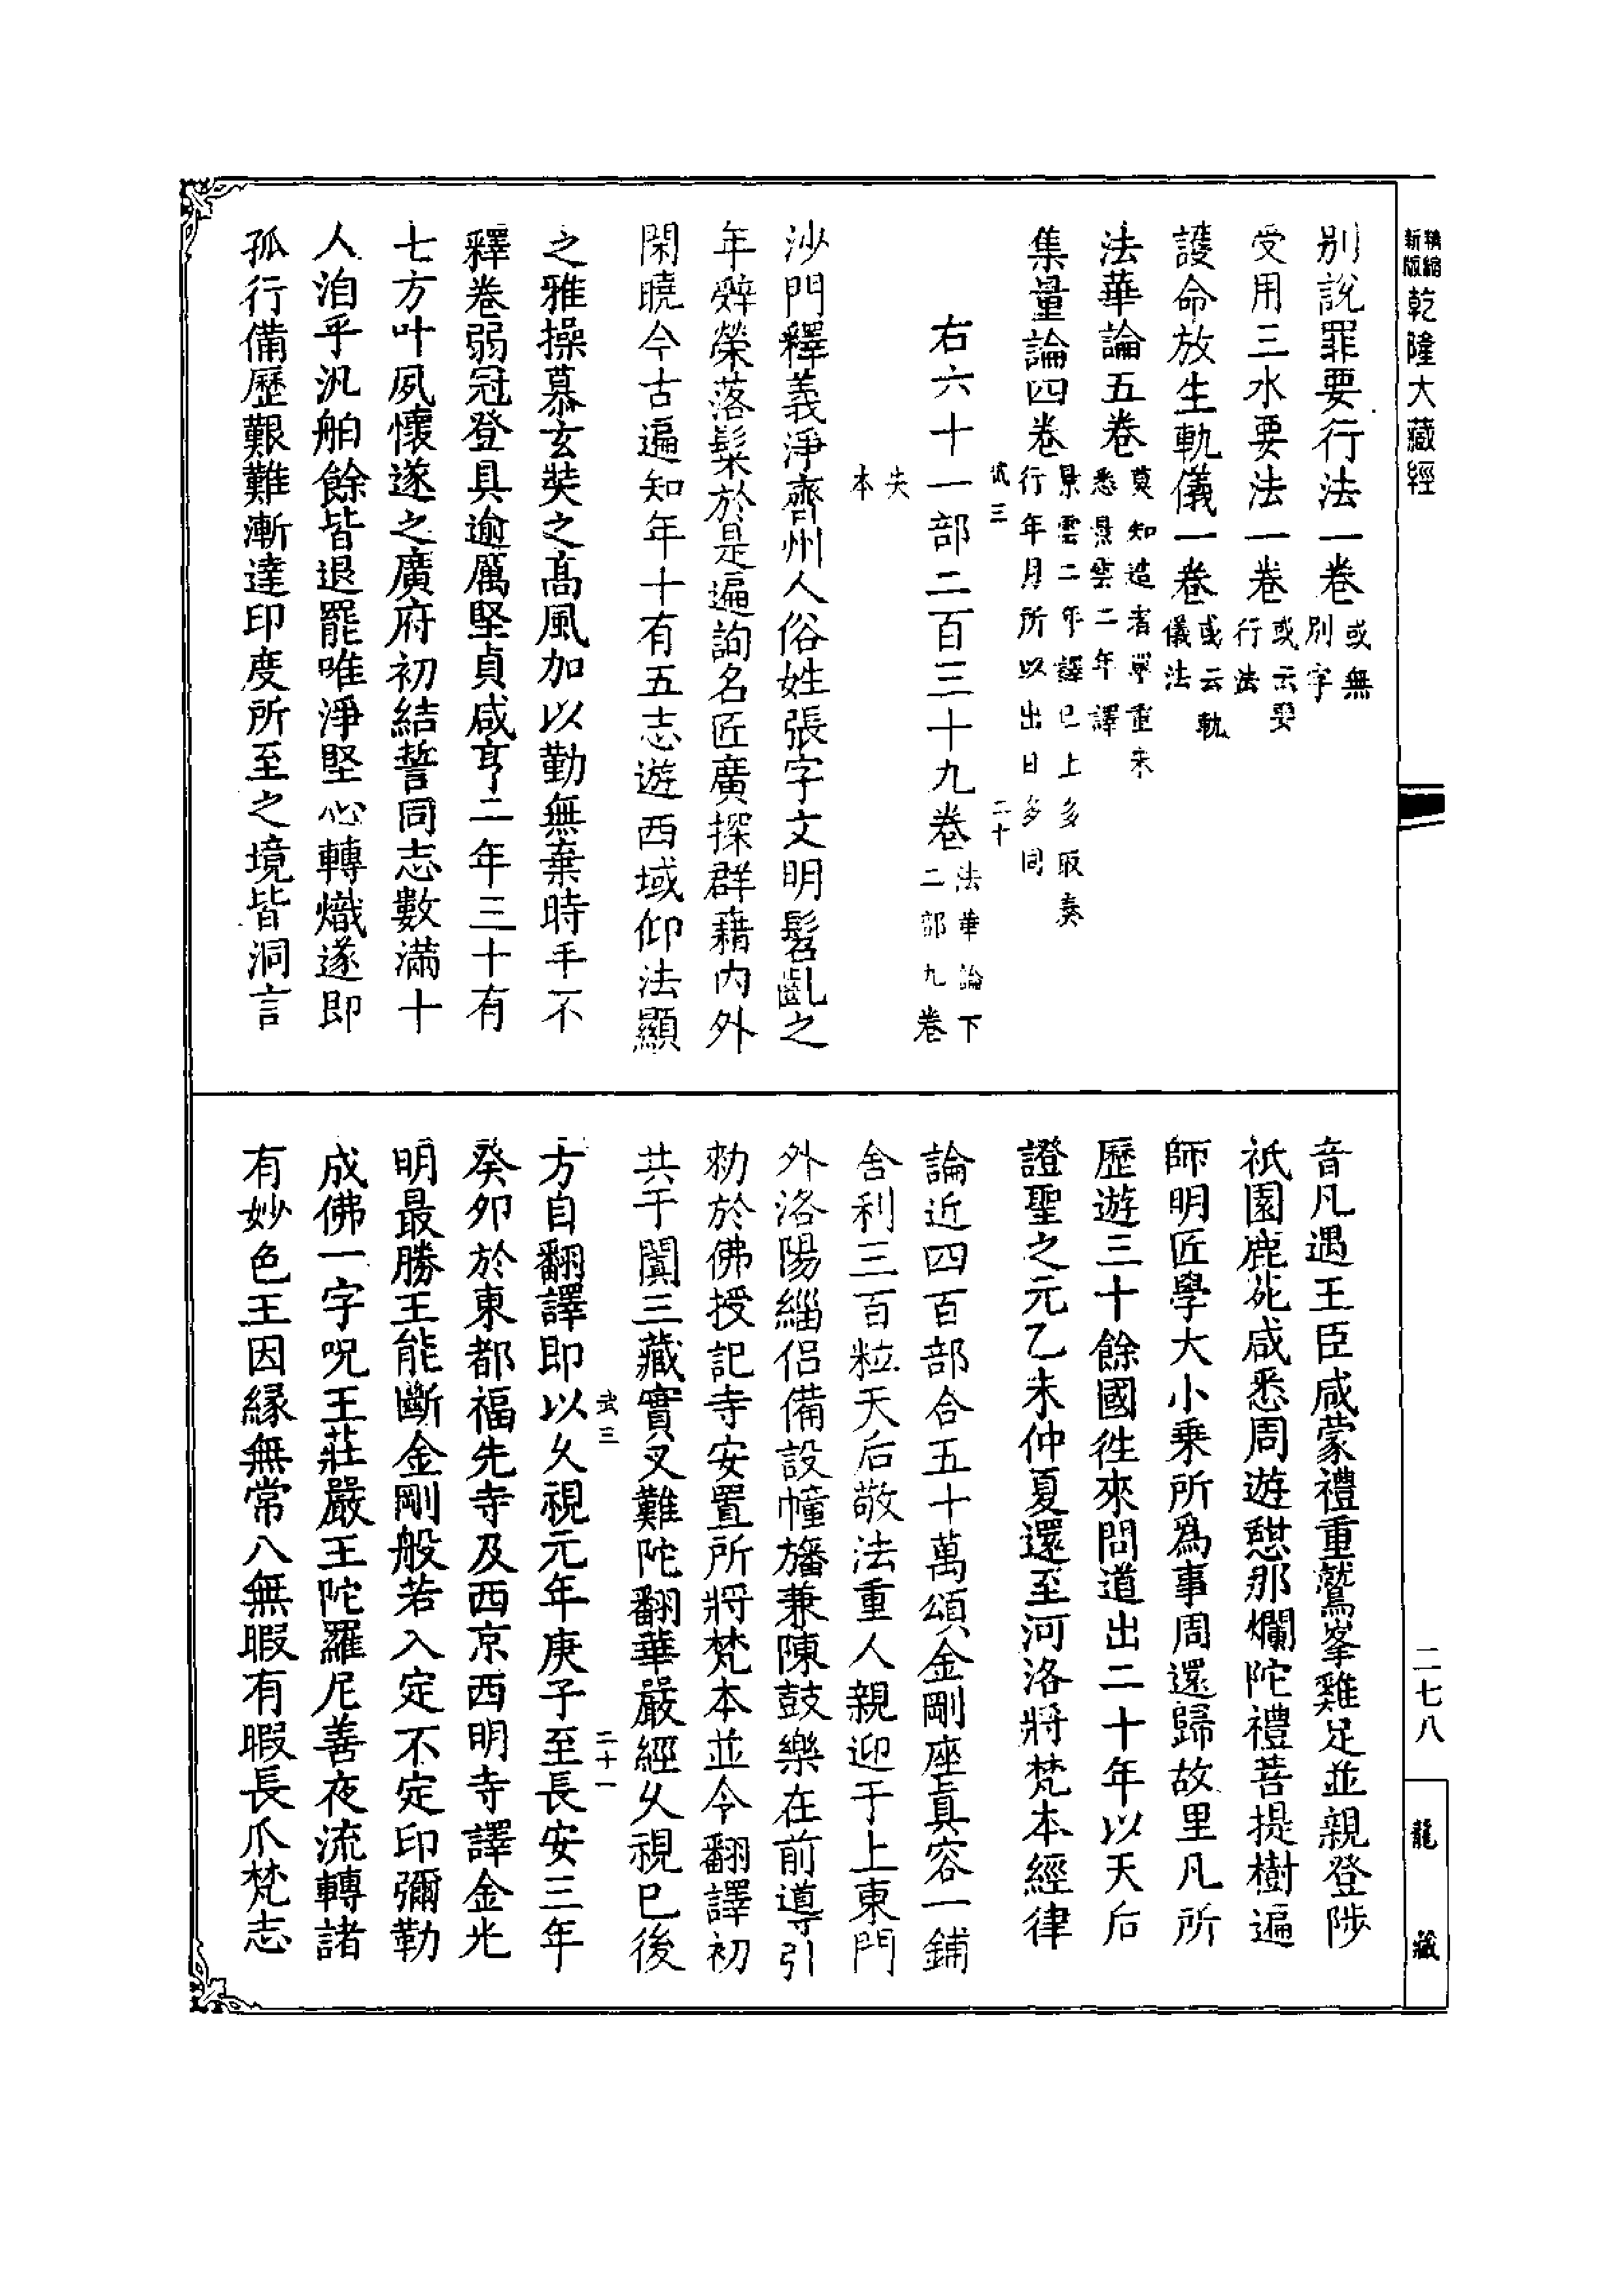 新版 精縮 乾隆大藏經
別說罪要行法一卷 或無別字
受用三水要法一卷 或云要行法
護命放生軌儀一卷 或云軌儀法
法華論五卷 莫知造者單重未悉景雲二年譯
集量論四卷 景雲二年譯已上多取奏行年月所以出日多同
武三 二十
右六十一部二百三十九卷 法華論下二部九卷
失本
沙門釋義淨齊州人俗姓張字文明髫齓之
年辭榮落髮於是遍詢名匠廣探群藉內外
閑曉今古遍知年十有五志遊西域仰法顯
之雅操慕玄奘之高風加以勤無棄時手不
釋卷弱冠登具逾厲堅貞咸亨二年三十有
七方叶夙懷遂之廣府初結誓同志數滿十
人洎乎汎舶餘皆退罷唯淨堅心轉熾遂即
孤行備歷艱難漸達印度所至之境皆洞言
音凡遇王臣咸蒙禮重鷲峯雞足並親登陟
祇園鹿苑咸悉周遊憩那爛陀禮菩提樹遍
師明匠學大小乘所爲事周還歸故里凡所
歷遊三十餘國徃來問道出二十年以天后
證聖之元乙未仲夏還至河洛將梵本經律
論近四百部合五十萬頌金剛座真容一鋪
舍利三百粒天后敬法重人親迎于上東門
外洛陽緇侶備設幢旛兼陳鼓樂在前導引
勑於佛授記寺安置所將梵本並令翻譯初
共于闐三藏實叉難陀翻華嚴經久視已後
武三 二十一
方自翻譯即以久視元年庚子至長安三年
癸卯於東都福先寺及西京西明寺譯金光
明最勝王能斷金剛般若入定不定印彌勒
成佛一字呪王莊嚴王陀羅尼善夜流轉諸
有妙色王因緣無常八無暇有暇長爪梵志
二七八
龍藏